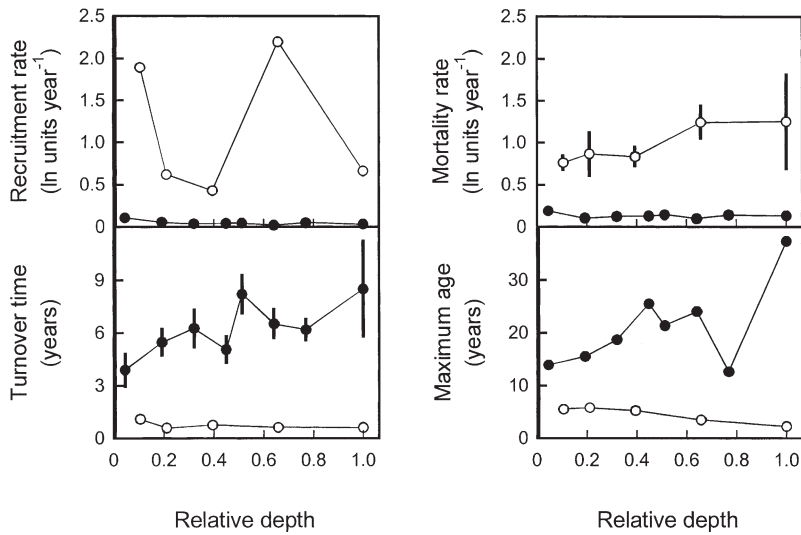 Recruitment rate
(ln units year⁻¹)
2.5
2.0
1.5
1.0
0.5
0
Mortality rate
(ln units year⁻¹)
2.5
2.0
1.5
1.0
0.5
0
Turnover time
(years)
9
6
3
0
0 0.2 0.4 0.6 0.8 1.0
Relative depth
Maximum age
(years)
30
20
10
0
0 0.2 0.4 0.6 0.8 1.0
Relative depth